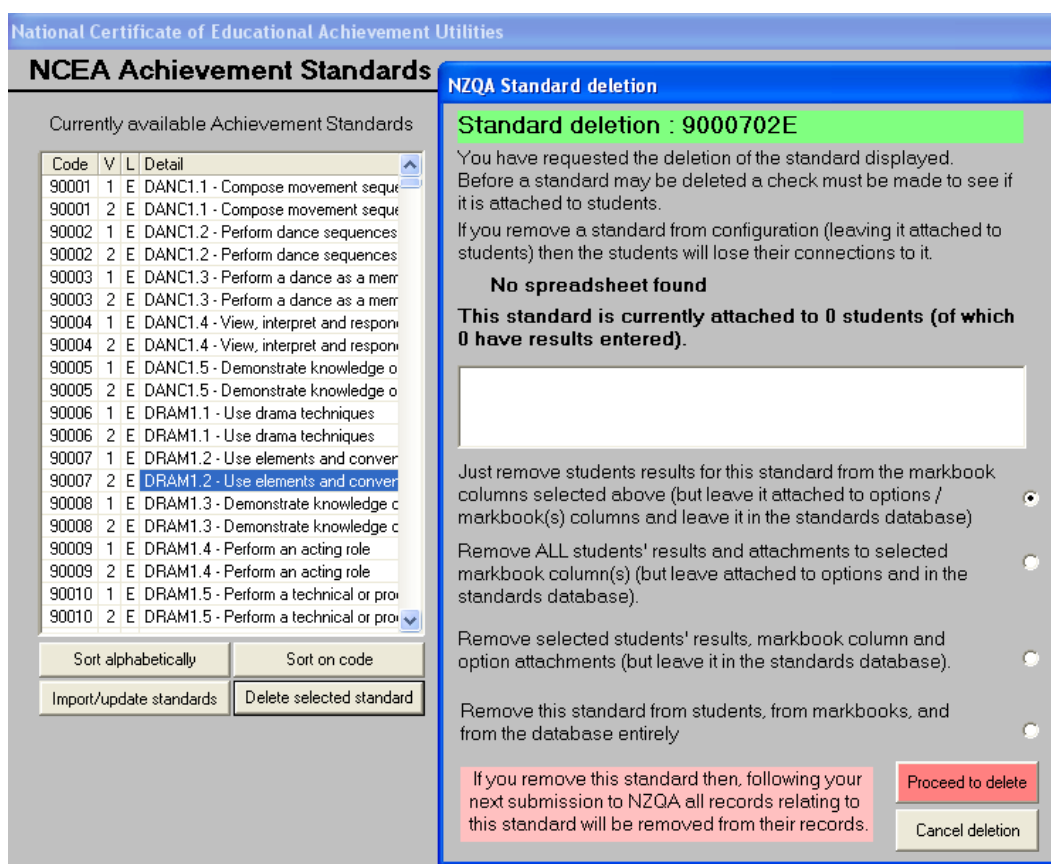 National Certificate of Educational Achievement Utilities
NCEA Achievement Standards
Currently available Achievement Standards
Code V L Detail
90001 1 E DANC1.1 - Compose movement seque
90001 2 E DANC1.1 - Compose movement seque
90002 1 E DANC1.2 - Perform dance sequences
90002 2 E DANC1.2 - Perform dance sequences
90003 1 E DANC1.3 - Perform a dance as a mem
90003 2 E DANC1.3 - Perform a dance as a mem
90004 1 E DANC1.4 - View, interpret and respon
90004 2 E DANC1.4 - View, interpret and respon
90005 1 E DANC1.5 - Demonstrate knowledge o
90005 2 E DANC1.5 - Demonstrate knowledge o
90006 1 E DRAM1.1 - Use drama techniques
90006 2 E DRAM1.1 - Use drama techniques
90007 1 E DRAM1.2 - Use elements and conver
90007 2 E DRAM1.2 - Use elements and conver
90008 1 E DRAM1.3 - Demonstrate knowledge c
90008 2 E DRAM1.3 - Demonstrate knowledge c
90009 1 E DRAM1.4 - Perform an acting role
90009 2 E DRAM1.4 - Perform an acting role
90010 1 E DRAM1.5 - Perform a technical or pro
90010 2 E DRAM1.5 - Perform a technical or pro
Sort alphabetically
Sort on code
Import/update standards
Delete selected standard
NZQA Standard deletion
Standard deletion : 9000702E
You have requested the deletion of the standard displayed.
Before a standard may be deleted a check must be made to see if
it is attached to students.
If you remove a standard from configuration (leaving it attached to
students) then the students will lose their connections to it.
No spreadsheet found
This standard is currently attached to 0 students (of which
0 have results entered).
Just remove students results for this standard from the markbook
columns selected above (but leave it attached to options /
markbook(s) columns and leave it in the standards database)
Remove ALL students' results and attachments to selected
markbook column(s) (but leave attached to options and in the
standards database).
Remove selected students' results, markbook column and
option attachments (but leave it in the standards database).
Remove this standard from students, from markbooks, and
from the database entirely
If you remove this standard then, following your
next submission to NZQA all records relating to
this standard will be removed from their records.
Proceed to delete
Cancel deletion